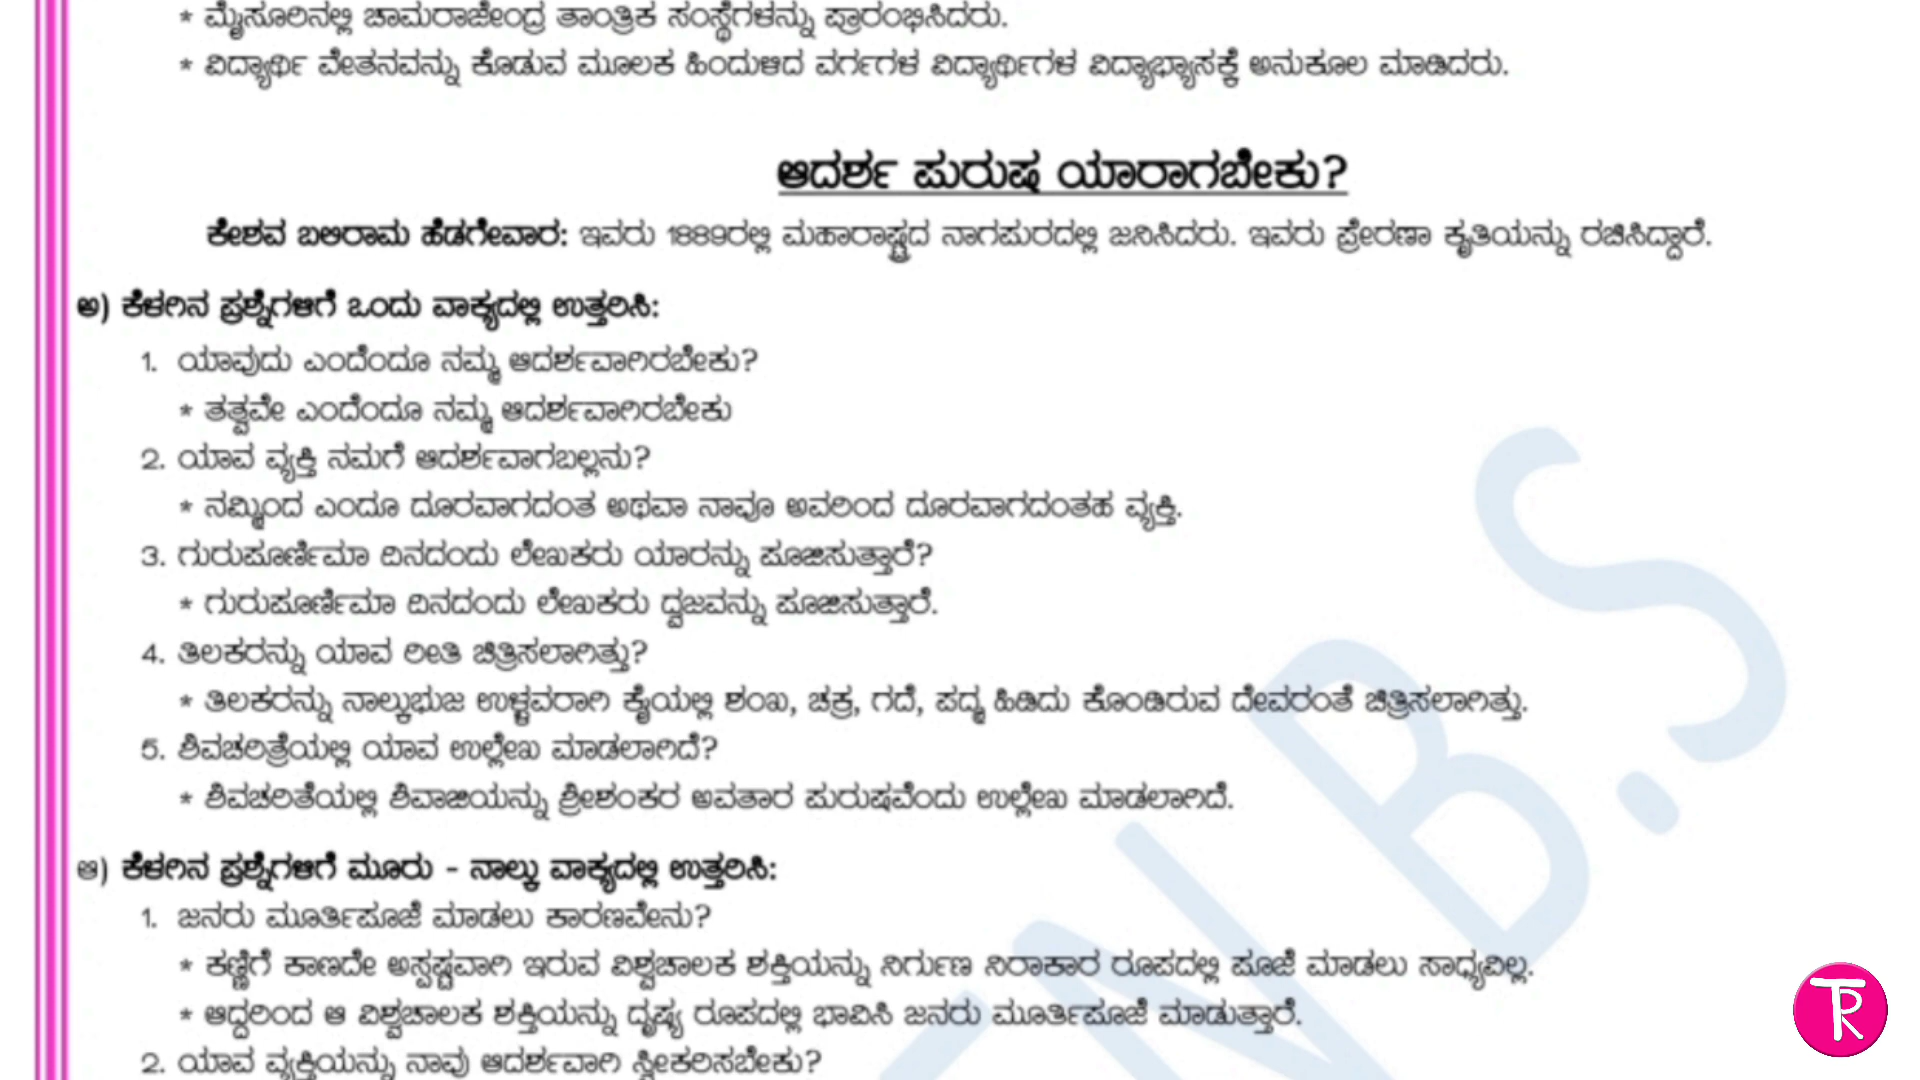 * ಮೈಸೂರಿನಲ್ಲಿ ಚಾಮರಾಜೇಂದ್ರ ತಾಂತ್ರಿಕ ಸಂಸ್ಥೆಗಳನ್ನು ಪ್ರಾರಂಭಿಸಿದರು.
* ವಿದ್ಯಾರ್ಥಿ ವೇತನವನ್ನು ಕೊಡುವ ಮೂಲಕ ಹಿಂದುಳಿದ ವರ್ಗಗಳ ವಿದ್ಯಾರ್ಥಿಗಳ ವಿದ್ಯಾಭ್ಯಾಸಕ್ಕೆ ಅನುಕೂಲ ಮಾಡಿದರು.
ಆದರ್ಶ ಪುರುಷ ಯಾರಾಗಬೇಕು?
ಕೇಶವ ಬಲಿರಾಮ ಹೆಡಗೇವಾರ: ಇವರು 1889ರಲ್ಲಿ ಮಹಾರಾಷ್ಟ್ರದ ನಾಗಪುರದಲ್ಲಿ ಜನಿಸಿದರು. ಇವರು ಪ್ರೇರಣಾ ಕೃತಿಯನ್ನು ರಚಿಸಿದ್ದಾರೆ.
ಅ) ಕೆಳಗಿನ ಪ್ರಶ್ನೆಗಳಿಗೆ ಒಂದು ವಾಕ್ಯದಲ್ಲಿ ಉತ್ತರಿಸಿ:
1. ಯಾವುದು ಎಂದೆಂದೂ ನಮ್ಮ ಆದರ್ಶವಾಗಿರಬೇಕು?
* ತತ್ವವೇ ಎಂದೆಂದೂ ನಮ್ಮ ಆದರ್ಶವಾಗಿರಬೇಕು
2. ಯಾವ ವ್ಯಕ್ತಿ ನಮಗೆ ಆದರ್ಶವಾಗಬಲ್ಲನು?
* ನಮ್ಮಿಂದ ಎಂದೂ ದೂರವಾಗದಂತ ಅಥವಾ ನಾವೂ ಅವರಿಂದ ದೂರವಾಗದಂತಹ ವ್ಯಕ್ತಿ.
3. ಗುರುಪೂರ್ಣಿಮಾ ದಿನದಂದು ಲೇಖಕರು ಯಾರನ್ನು ಪೂಜಿಸುತ್ತಾರೆ?
* ಗುರುಪೂರ್ಣಿಮಾ ದಿನದಂದು ಲೇಖಕರು ದ್ವಜವನ್ನು ಪೂಜಿಸುತ್ತಾರೆ.
4. ತಿಲಕರನ್ನು ಯಾವ ರೀತಿ ಚಿತ್ರಿಸಲಾಗಿತ್ತು?
* ತಿಲಕರನ್ನು ನಾಲ್ಕುಭುಜ ಉಳ್ಳವರಾಗಿ ಕೈಯಲ್ಲಿ ಶಂಖ, ಚಕ್ರ, ಗದೆ, ಪದ್ಮ ಹಿಡಿದು ಕೊಂಡಿರುವ ದೇವರಂತೆ ಚಿತ್ರಿಸಲಾಗಿತ್ತು.
5. ಶಿವಚರಿತ್ರೆಯಲ್ಲಿ ಯಾವ ಉಲ್ಲೇಖ ಮಾಡಲಾಗಿದೆ?
* ಶಿವಚರಿತೆಯಲ್ಲಿ ಶಿವಾಜಿಯನ್ನು ಶ್ರೀಶಂಕರ ಅವತಾರ ಪುರುಷವೆಂದು ಉಲ್ಲೇಖ ಮಾಡಲಾಗಿದೆ.
ಆ) ಕೆಳಗಿನ ಪ್ರಶ್ನೆಗಳಿಗೆ ಮೂರು - ನಾಲ್ಕು ವಾಕ್ಯದಲ್ಲಿ ಉತ್ತರಿಸಿ:
1. ಜನರು ಮೂರ್ತಿಪೂಜೆ ಮಾಡಲು ಕಾರಣವೇನು?
* ಕಣ್ಣಿಗೆ ಕಾಣದೇ ಅಸ್ಪಷ್ಟವಾಗಿ ಇರುವ ವಿಶ್ವಚಾಲಕ ಶಕ್ತಿಯನ್ನು ನಿರ್ಗುಣ ನಿರಾಕಾರ ರೂಪದಲ್ಲಿ ಪೂಜೆ ಮಾಡಲು ಸಾಧ್ಯವಿಲ್ಲ.
* ಆದ್ದರಿಂದ ಆ ವಿಶ್ವಚಾಲಕ ಶಕ್ತಿಯನ್ನು ದೃಷ್ಯ ರೂಪದಲ್ಲಿ ಭಾವಿಸಿ ಜನರು ಮೂರ್ತಿಪೂಜೆ ಮಾಡುತ್ತಾರೆ.
2. ಯಾವ ವ್ಯಕ್ತಿಯನ್ನು ನಾವು ಆದರ್ಶವಾಗಿ ಸ್ವೀಕರಿಸಬೇಕು?
N B.S
TR